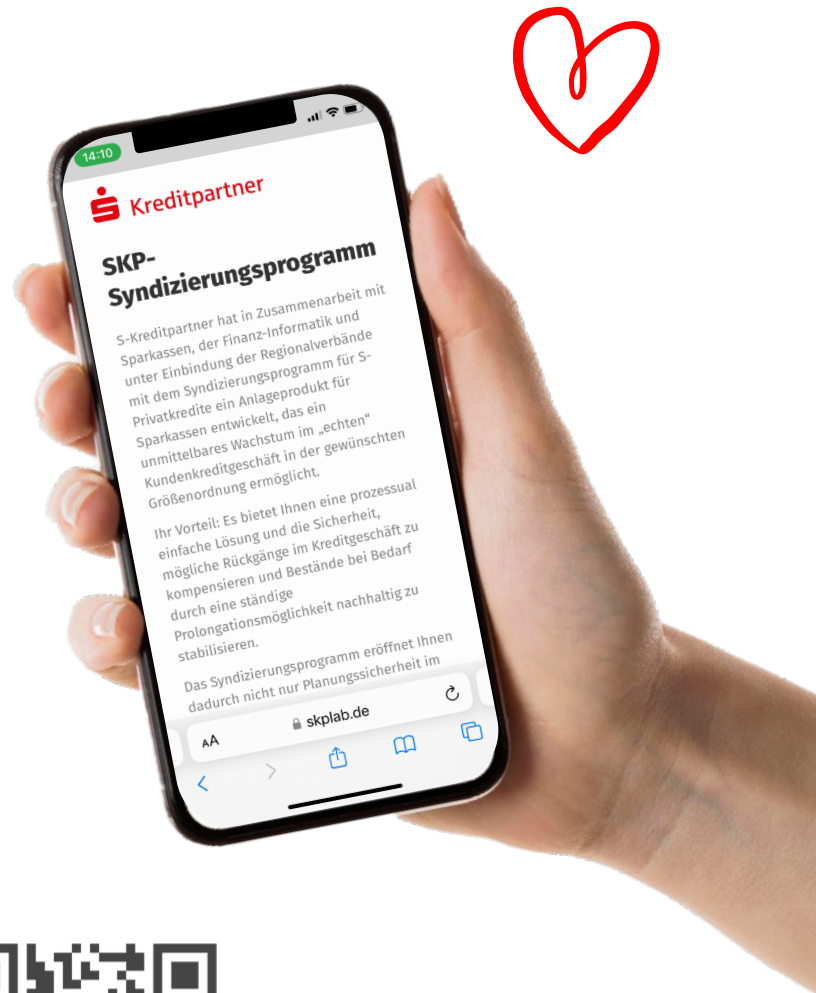 14:10
Kreditpartner
SKP-
Syndizierungsprogramm
S-Kreditpartner hat in Zusammenarbeit mit
Sparkassen, der Finanz-Informatik und
unter Einbindung der Regionalverbände
mit dem Syndizierungsprogramm für S-
Privatkredite ein Anlageprodukt für
Sparkassen entwickelt, das ein
unmittelbares Wachstum im „echten“
Kundenkreditgeschäft in der gewünschten
Größenordnung ermöglicht.
Ihr Vorteil: Es bietet Ihnen eine prozessual
einfache Lösung und die Sicherheit,
mögliche Rückgänge im Kreditgeschäft zu
kompensieren und Bestände bei Bedarf
durch eine ständige
Prolongationsmöglichkeit nachhaltig zu
stabilisieren.
Das Syndizierungsprogramm eröffnet Ihnen
dadurch nicht nur Planungssicherheit im
AA skplab.de